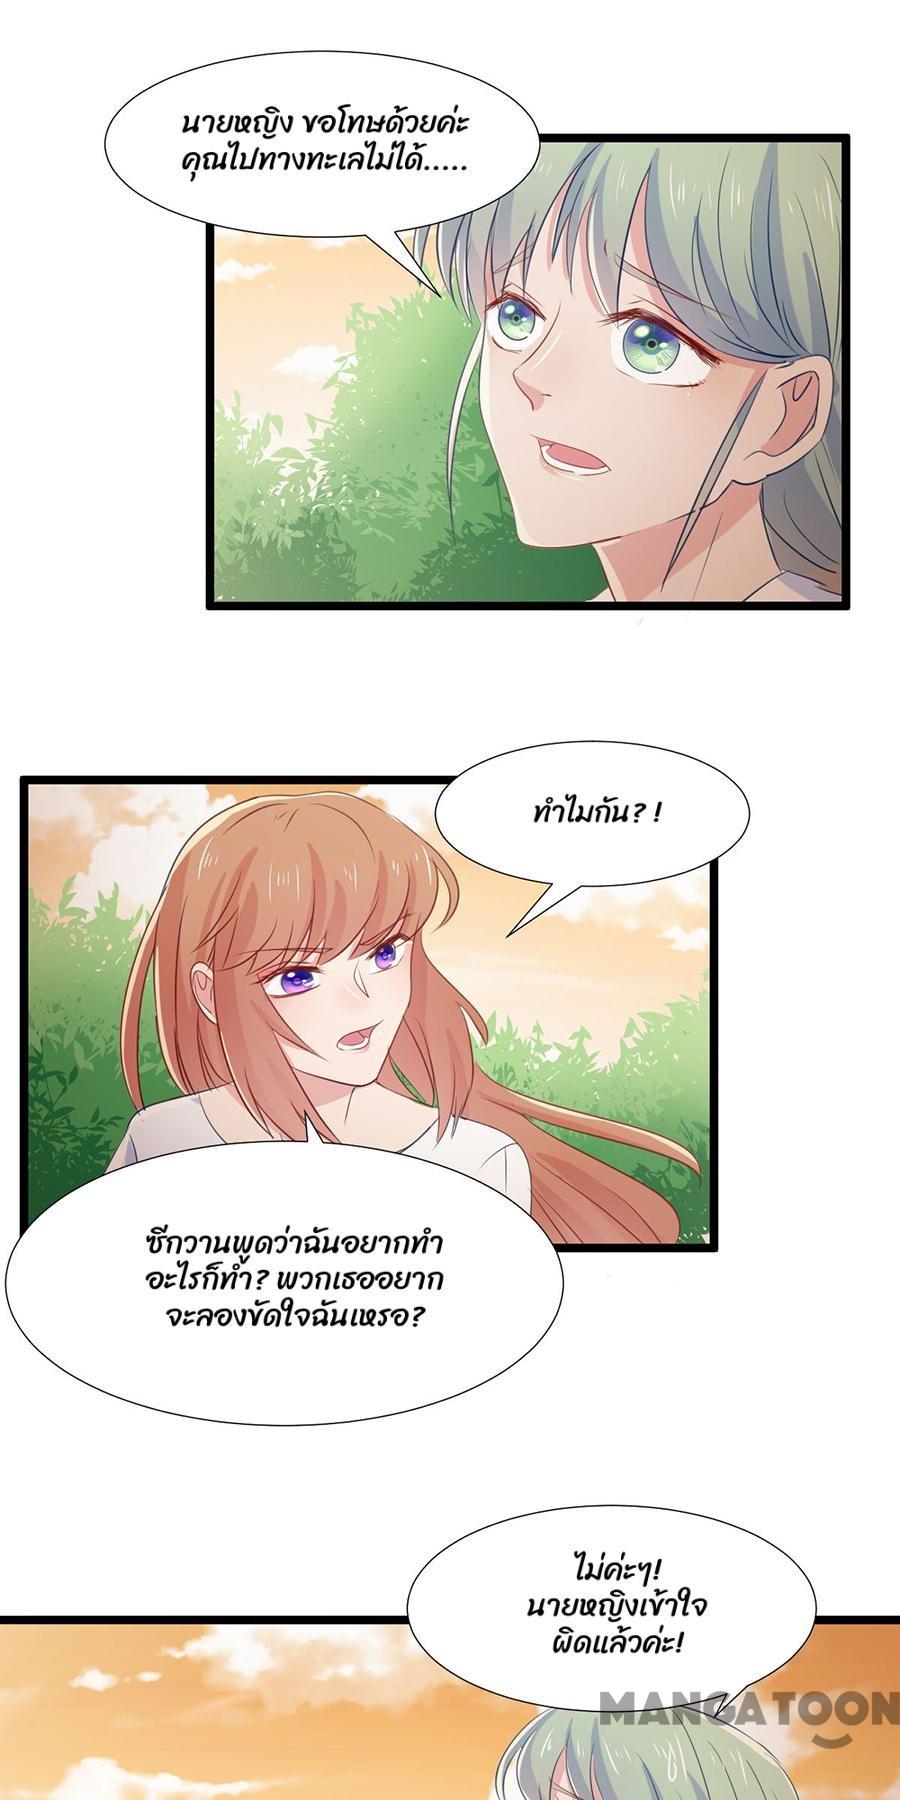 นายหญิง ขอโทษด้วยค่ะ
คุณไปทางทะเลไม่ได้.....
ทำไมกัน?!
ซีกวานพูดว่าฉันอยากทำ
อะไรก็ทำ? พวกเธออยาก
จะลองขัดใจฉันเหรอ?
ไม่ค่ะๆ!
นายหญิงเข้าใจ
ผิดแล้วค่ะ!
MANGATOON